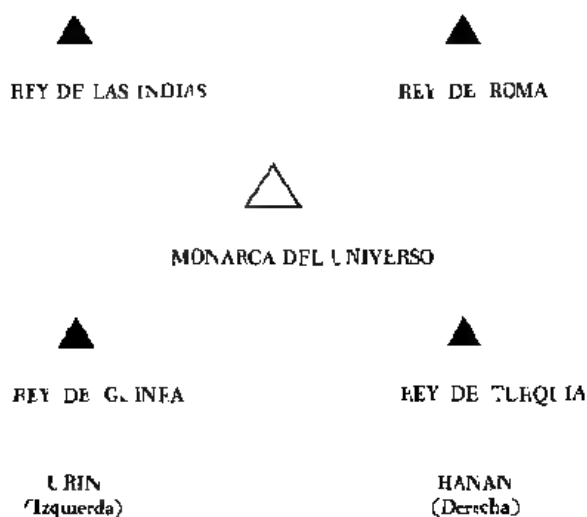 REY DE LAS INDIAS
REY DE ROMA
MONARCA DEL UNIVERSO
REY DE GUINEA
REY DE TURQUIA
URIN
(Izquierda)
HANAN
(Derecha)